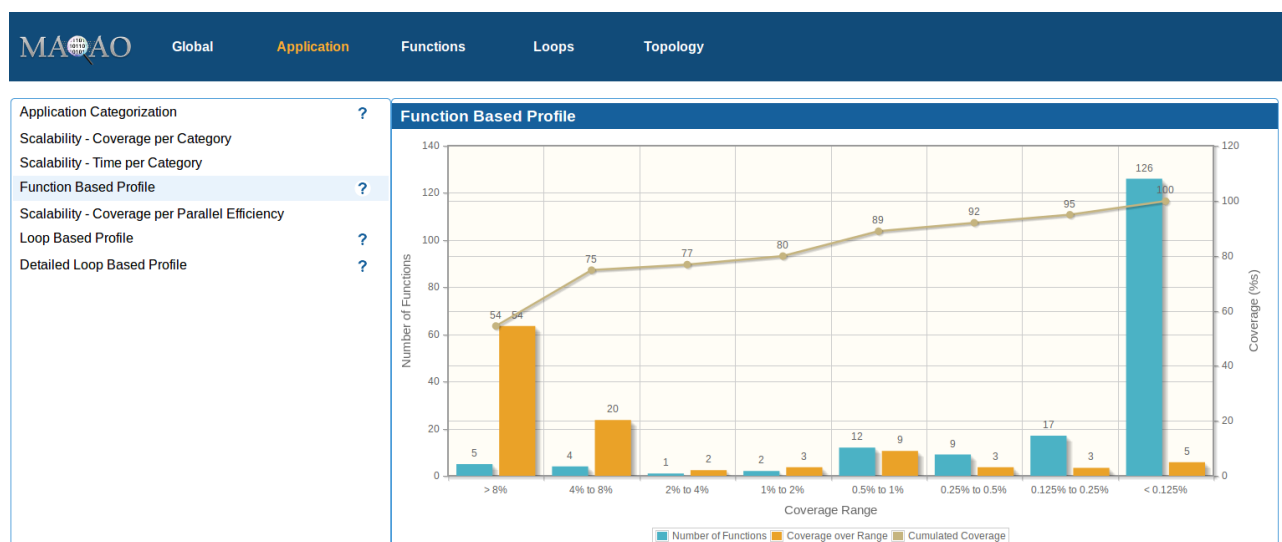 MAQAO Global Application Functions Loops Topology
Application Categorization ?
Scalability - Coverage per Category
Scalability - Time per Category
Function Based Profile ?
Scalability - Coverage per Parallel Efficiency
Loop Based Profile ?
Detailed Loop Based Profile ?
Function Based Profile
140 120
126
120
100 100
95
92
100 89
80 80
77
75
80
Number of Functions
Coverage (%s)
54 54 60
60
40
40
20
20 17 20
12 9 9
5 4 1 2 2 3 3 3 5
0 0
> 8% 4% to 8% 2% to 4% 1% to 2% 0.5% to 1% 0.25% to 0.5% 0.125% to 0.25% < 0.125%
Coverage Range
Number of Functions Coverage over Range Cumulated Coverage